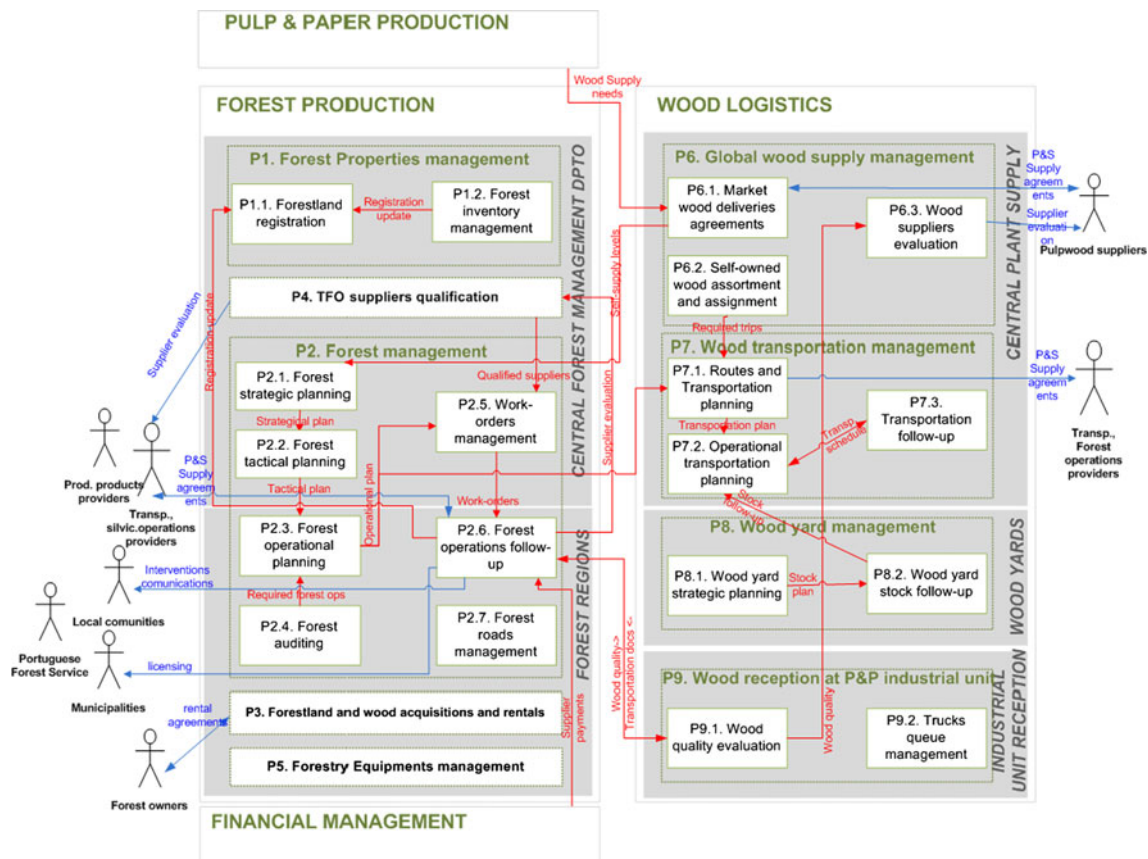 PULP & PAPER PRODUCTION
Wood Supply
needs
FOREST PRODUCTION
WOOD LOGISTICS
CENTRAL FOREST MANAGEMENT DPTO
P1. Forest Properties management
P1.1. Forestland
registration
Registration
update
P1.2. Forest
inventory
management
P4. TFO suppliers qualification
Self-supply levels
Registration update
Supplier evaluation
P2. Forest management
P2.1. Forest
strategic planning
Qualified suppliers
Strategical plan
P2.2. Forest
tactical planning
P2.5. Work-
orders management
Tactical plan
Operational plan
Work-orders
Supplier evaluation
FOREST REGIONS
P2.3. Forest
operational
planning
P2.6. Forest
operations follow-
up
Required forest ops
P2.4. Forest
auditing
P2.7. Forest
roads
management
P3. Forestland and wood acquisitions and rentals
P5. Forestry Equipments management
Supplier
payments
Wood quality->
Transportation docs <-
FINANCIAL MANAGEMENT
Prod. products
providers
P&S
Supply
agreem
ents
Transp.,
silvic.operations
providers
Interventions
comunications
Local comunities
Portuguese
Forest Service
licensing
Municipalities
rental
agreements
Forest owners
CENTRAL PLANT SUPPLY
P6. Global wood supply management
P6.1. Market
wood deliveries
agreements
P6.3. Wood
suppliers
evaluation
P6.2. Self-owned
wood assortment
and assignment
P&S
Supply
agreem
ents
Supplier
evaluati
on
Pulpwood suppliers
Required trips
P7. Wood transportation management
P7.1. Routes and
Transportation
planning
Transportation plan
P7.2. Operational
transportation
planning
Transp.
schedule
P7.3.
Transportation
follow-up
P&S
Supply
agreem
ents
Transp.,
Forest
operations
providers
Stock
follow-up
WOOD YARDS
P8. Wood yard management
P8.1. Wood yard
strategic planning
Stock
plan
P8.2. Wood yard
stock follow-up
INDUSTRIAL
UNIT RECEPTION
P9. Wood reception at P&P industrial unit
P9.1. Wood
quality evaluation
Wood quality
P9.2. Trucks
queue
management